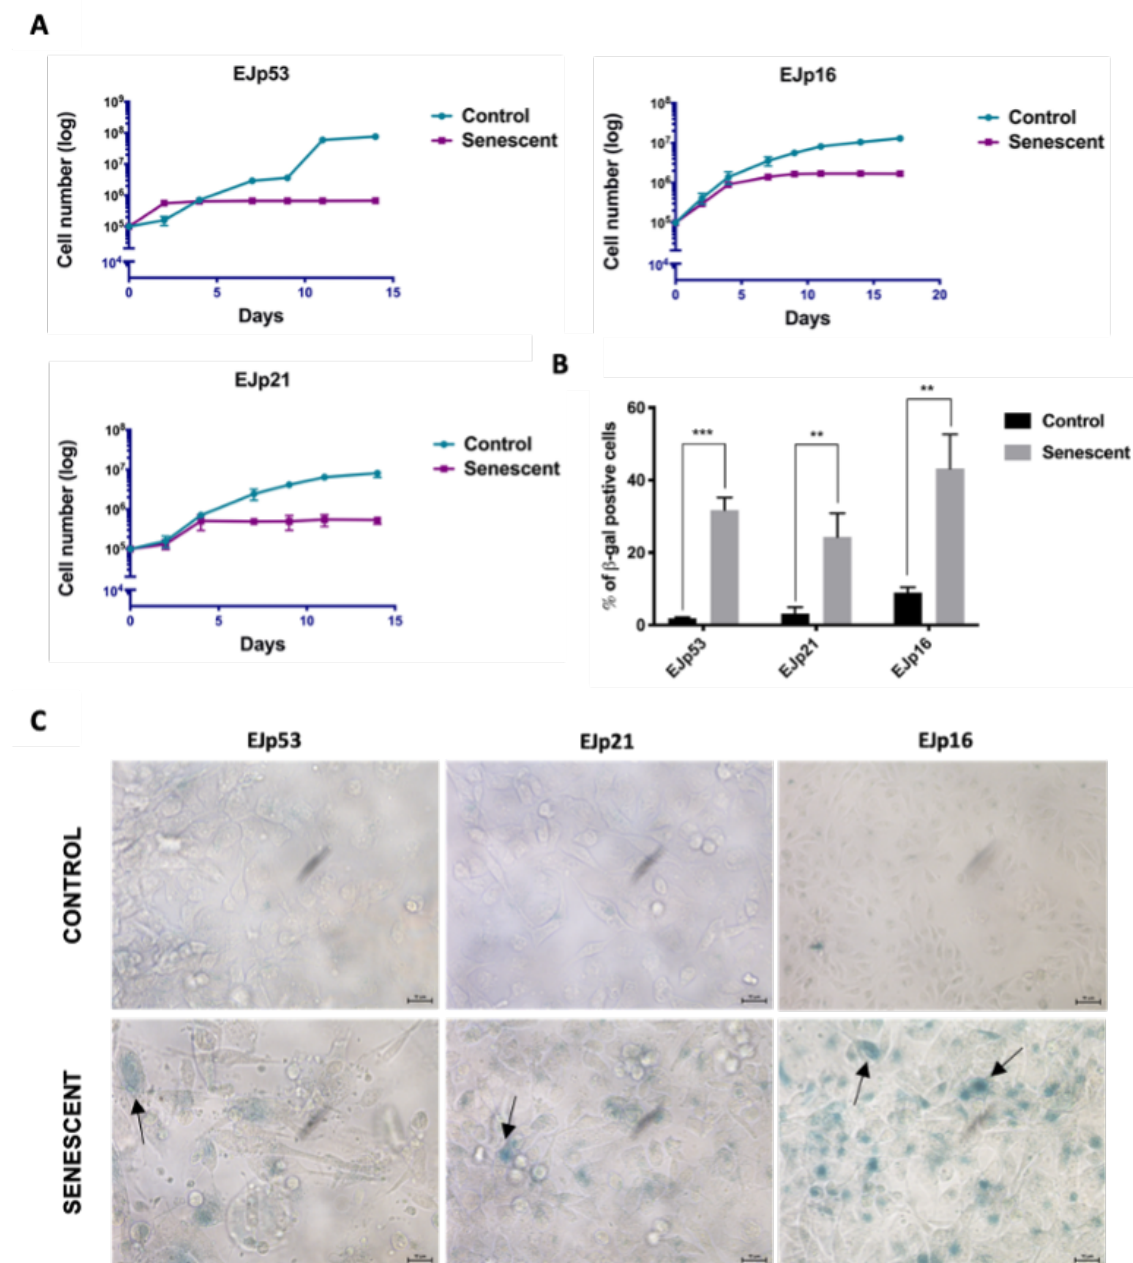 A
EJp53
Cell number (log)
10⁹
10⁸
10⁷
10⁶
10⁵
10⁴
0 5 10 15
Days
Control
Senescent
EJp16
Cell number (log)
10⁸
10⁷
10⁶
10⁵
10⁴
0 5 10 15 20
Days
Control
Senescent
EJp21
Cell number (log)
10⁸
10⁷
10⁶
10⁵
10⁴
0 5 10 15
Days
Control
Senescent
B
% of β-gal postive cells
60
40
20
0
***
**
**
EJp53
EJp21
EJp16
Control
Senescent
C
EJp53 EJp21 EJp16
CONTROL
SENESCENT